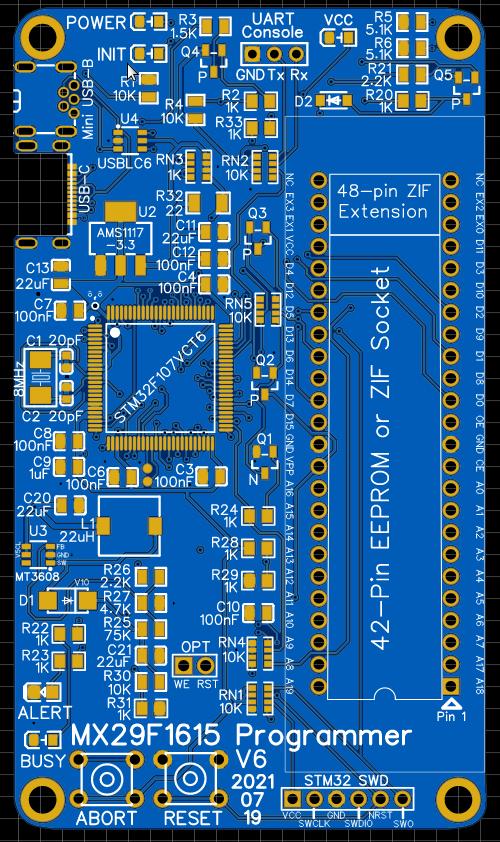 POWER
R3
1.5K
UART
Console
VCC
R5
5.1K
INIT
Q4
R6
5.1K
P
GND Tx Rx
R21
2.2K
Q5
R1
10K
R4
10K
R2
1K
D2
R20
1K
P
Mini USB-B
R33
1K
U4
USBLC6
RN3
1K
RN2
10K
USB-C
R32
22
U2
AMS1117
-3.3
C11
22uF
Q3
P
C12
100nF
C4
100nF
C13
22uF
C7
100nF
RN5
10K
STM32F107VCT6
C1 20pF
8MHz
C2 20pF
Q2
P
C8
100nF
C9
1uF
C6
100nF
C3
100nF
Q1
N
C20
22uF
L1
22uH
R24
1K
U3
VSCL
FB
GND
SW
MT3608
R28
1K
R26
2.2K
R29
1K
V10
D1
R27
4.7K
C10
100nF
R25
75K
R22
1K
R23
1K
C21
22uF
OPT
WE RST
RN4
10K
R30
10K
R31
1K
RN1
10K
ALERT
BUSY
48-pin ZIF
Extension
42-Pin EEPROM or ZIF Socket
NC EX3 EX1 VCC D4 D12 D5 D13 D6 D14 D7 D15 GND VPP A16 A15 A14 A13 A12 A11 A10 A9 A8 A19
NC EX2 EX0 D11 D3 D10 D2 D9 D1 D8 D0 OE GND CE A0 A1 A2 A3 A4 A5 A6 A7 A17 A18
Pin 1
MX29F1615 Programmer
V6
2021
07
19
ABORT
RESET
STM32 SWD
VCC
SWCLK
GND
SWDIO
NRST
SWO